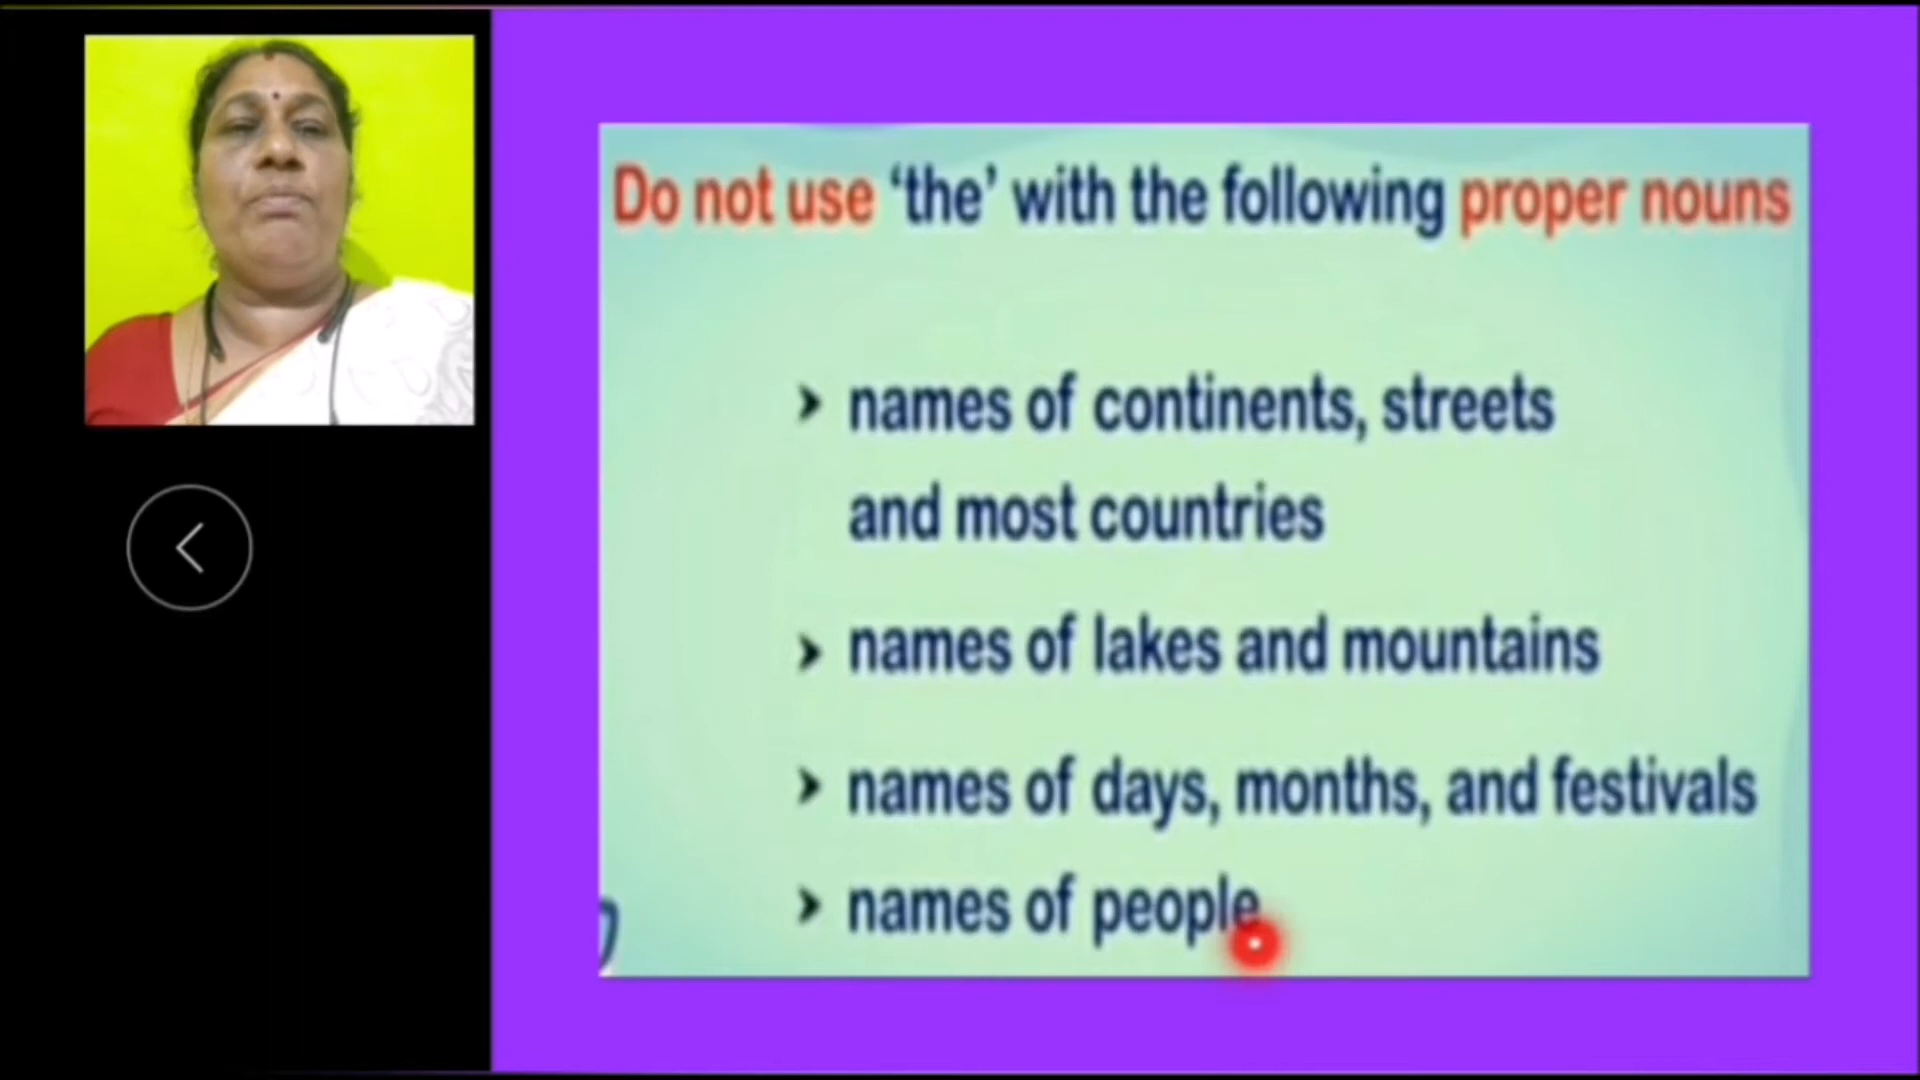 Do not use ‘the’ with the following proper nouns
names of continents, streets
and most countries
names of lakes and mountains
names of days, months, and festivals
names of people